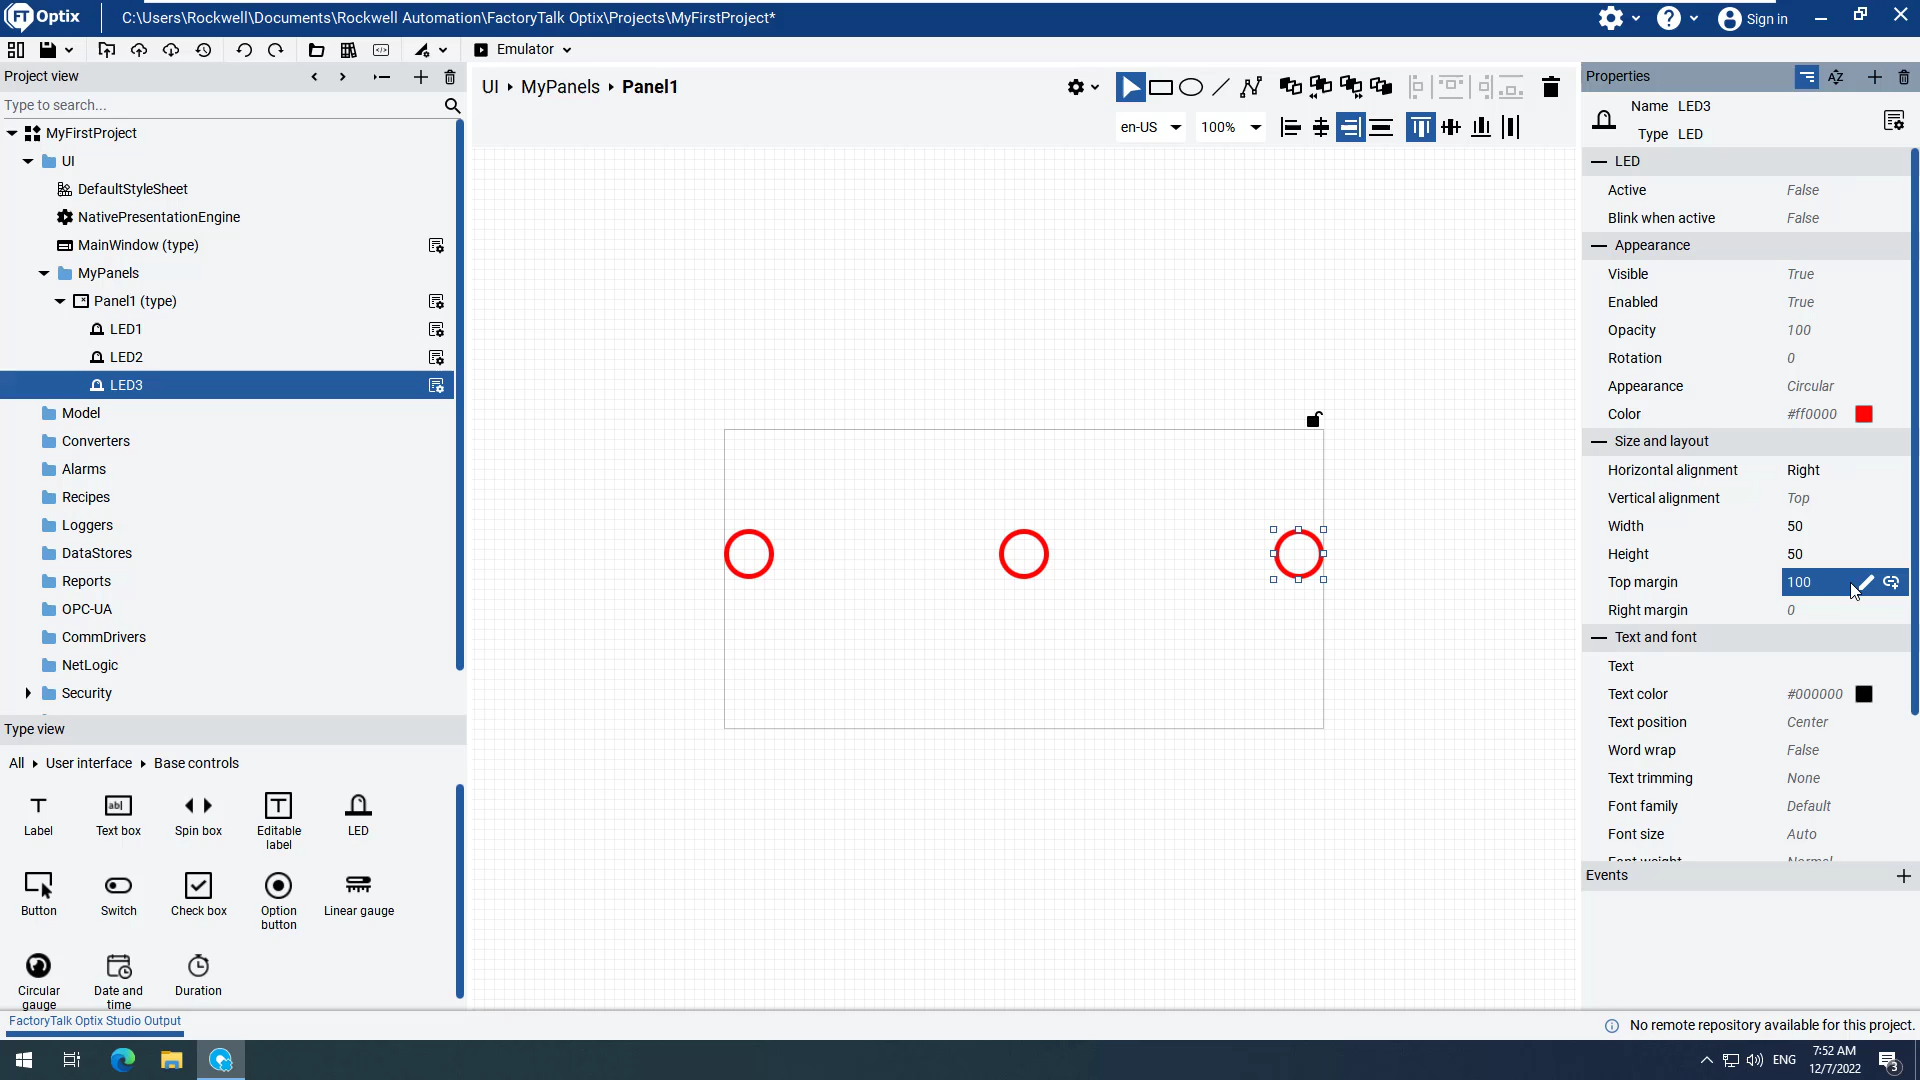 FT Optix
C:\Users\Rockwell\Documents\Rockwell Automation\FactoryTalk Optix\Projects\MyFirstProject*
Sign in
Emulator
Project view
Type to search...
MyFirstProject
UI
DefaultStyleSheet
NativePresentationEngine
MainWindow (type)
MyPanels
Panel1 (type)
LED1
LED2
LED3
Model
Converters
Alarms
Recipes
Loggers
DataStores
Reports
OPC-UA
CommDrivers
NetLogic
Security
Type view
All User interface Base controls
Label
Text box
Spin box
Editable label
LED
Button
Switch
Check box
Option button
Linear gauge
Circular gauge
Date and time
Duration
FactoryTalk Optix Studio Output
UI MyPanels Panel1
en-US 100%
Properties
Name LED3
Type LED
LED
Active False
Blink when active False
Appearance
Visible True
Enabled True
Opacity 100
Rotation 0
Appearance Circular
Color #ff0000
Size and layout
Horizontal alignment Right
Vertical alignment Top
Width 50
Height 50
Top margin 100
Right margin 0
Text and font
Text
Text color #000000
Text position Center
Word wrap False
Text trimming None
Font family Default
Font size Auto
Font weight Normal
Events
No remote repository available for this project.
ENG
7:52 AM
12/7/2022
3